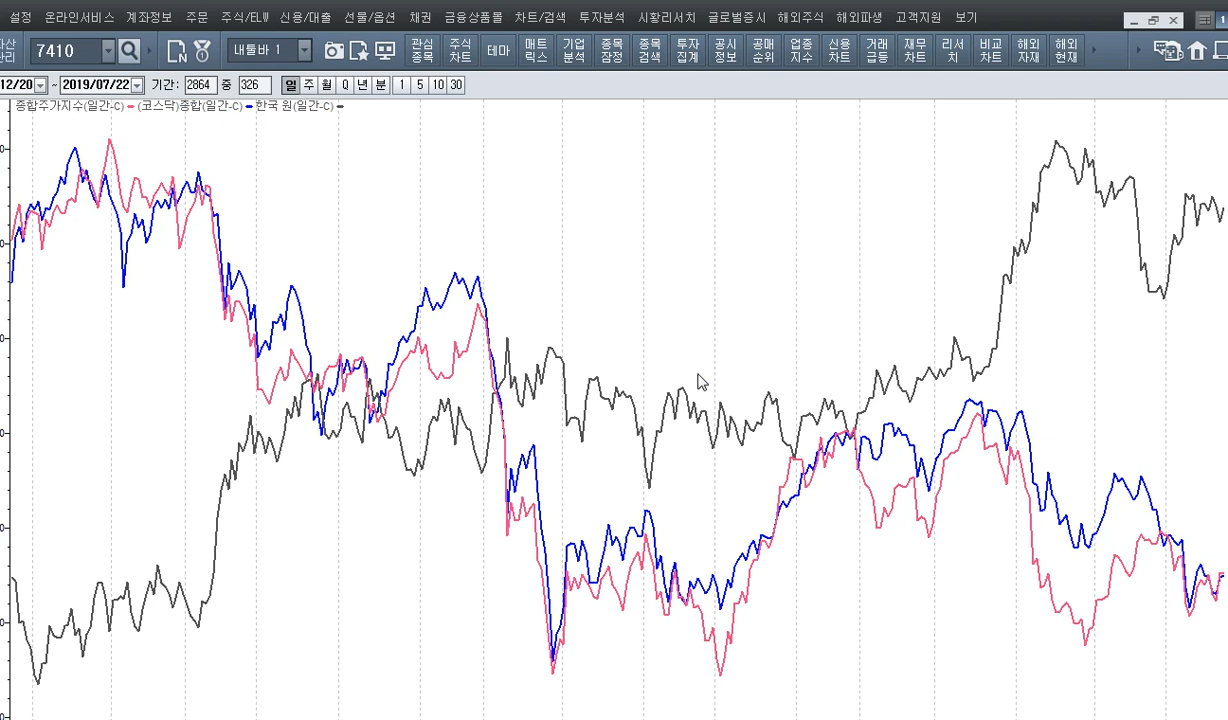 설정 온라인서비스 계좌정보 주문 주식/ELW 신용/대출 선물/옵션 채권 금융상품몰 차트/검색 투자분석 시황리서치 글로벌증시 해외주식 해외파생 고객지원 보기
자산관리 7410 내툴바 1 관심종목 주식차트 테마 매트릭스 기업분석 종목잠정 종목검색 투자집계 공시정보 공매순위 업종지수 신용차트 거래급등 재무차트 리서치 비교차트 해외자재 해외현재
12/20 ~ 2019/07/22 기간: 2864 중 326 일 주 월 Q 년 분 1 5 10 30
종합주가지수(일간-C) (코스닥)종합(일간-C) 한국 원(일간-C)